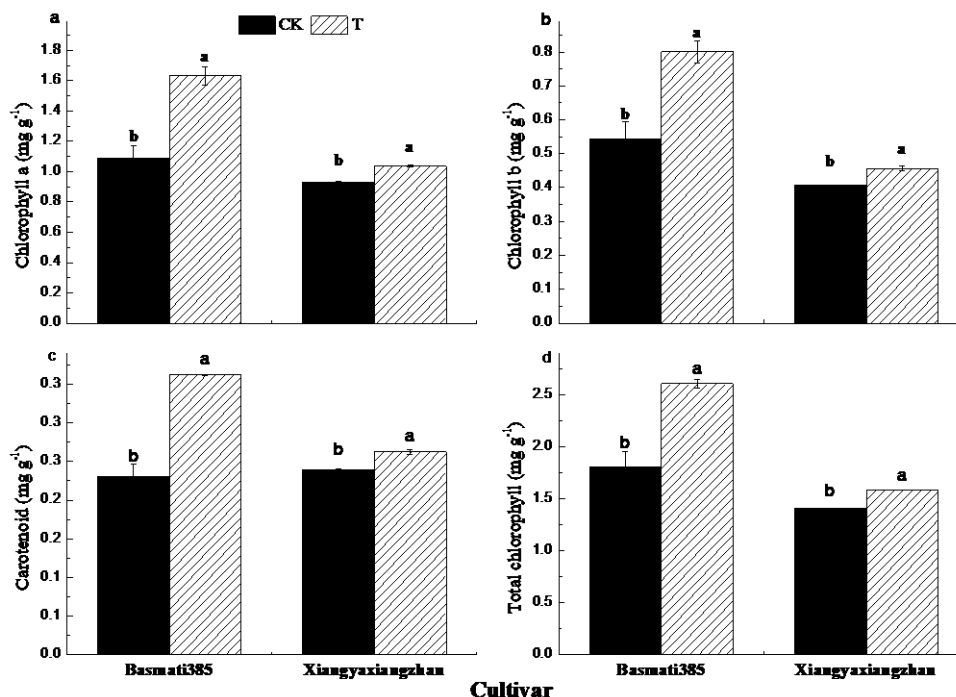 a
CK T
Chlorophyll a (mg g⁻¹)
1.8
1.6
1.4
1.2
1.0
0.8
0.6
0.4
0.2
0.0
a
b
b
a
b
Chlorophyll b (mg g⁻¹)
0.8
0.7
0.6
0.5
0.4
0.3
0.2
0.1
0.0
a
b
b
a
c
Carotenoid (mg g⁻¹)
0.3
0.3
0.3
0.2
0.2
0.1
0.1
0.0
a
b
b
a
Basmati385 Xiangyaxiangzhan
d
Total chlorophyll (mg g⁻¹)
2.5
2.0
1.5
1.0
0.5
0.0
a
b
b
a
Basmati385 Xiangyaxiangzhan
Cultivar